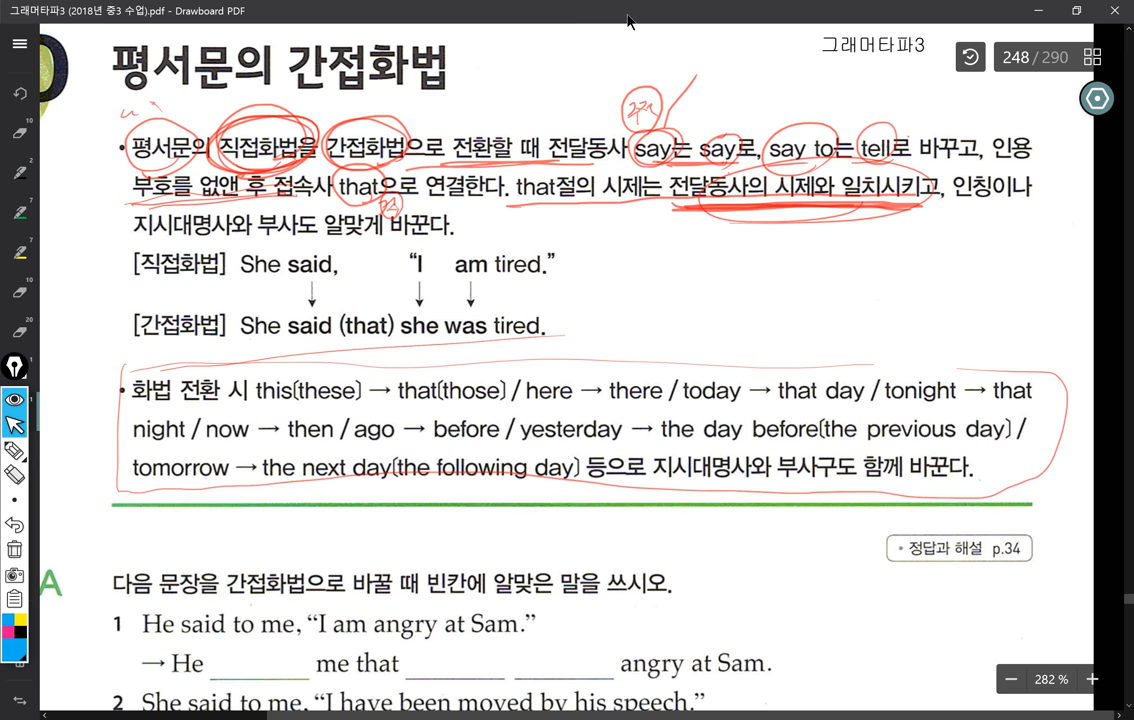 그래머타파3 (2018년 중3 수업).pdf - Drawboard PDF
그래머타파3
248 / 290
평서문의 간접화법
• 평서문의 직접화법을 간접화법으로 전환할 때 전달동사 say는 say로, say to는 tell로 바꾸고, 인용
부호를 없앤 후 접속사 that으로 연결한다. that절의 시제는 전달동사의 시제와 일치시키고, 인칭이나
지시대명사와 부사도 알맞게 바꾼다.
[직접화법] She said, “I am tired.”
↓ ↓ ↓
[간접화법] She said (that) she was tired.
• 화법 전환 시 this(these) → that(those) / here → there / today → that day / tonight → that
night / now → then / ago → before / yesterday → the day before(the previous day) /
tomorrow → the next day(the following day) 등으로 지시대명사와 부사구도 함께 바꾼다.
• 정답과 해설 p.34
A 다음 문장을 간접화법으로 바꿀 때 빈칸에 알맞은 말을 쓰시오.
1 He said to me, “I am angry at Sam.”
→ He ________ me that ________ ________ angry at Sam.
2 She said to me, “I have been moved by his speech.”
282 %
10
2
7
7
10
20
1
1